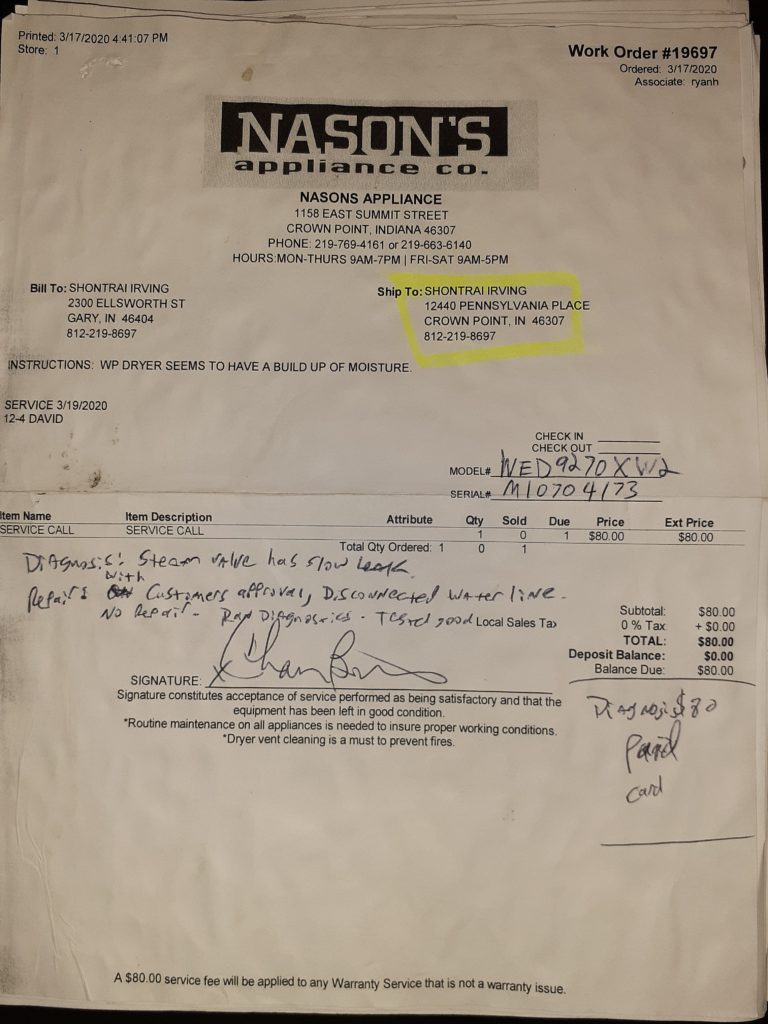 Printed: 3/17/2020 4:41:07 PM
Store: 1
Work Order #19697
Ordered: 3/17/2020
Associate: ryanh
NASON'S
appliance co.
NASONS APPLIANCE
1158 EAST SUMMIT STREET
CROWN POINT, INDIANA 46307
PHONE: 219-769-4161 or 219-663-6140
HOURS:MON-THURS 9AM-7PM | FRI-SAT 9AM-5PM
Bill To: SHONTRAI IRVING
2300 ELLSWORTH ST
GARY, IN 46404
812-219-8697
Ship To: SHONTRAI IRVING
12440 PENNSYLVANIA PLACE
CROWN POINT, IN 46307
812-219-8697
INSTRUCTIONS: WP DRYER SEEMS TO HAVE A BUILD UP OF MOISTURE.
SERVICE 3/19/2020
12-4 DAVID
CHECK IN
CHECK OUT
MODEL# WED9270XW2
SERIAL# M10704173
Item Name Item Description Attribute Qty Sold Due Price Ext Price
SERVICE CALL SERVICE CALL 1 0 1 $80.00 $80.00
Total Qty Ordered: 1 0 1
Diagnosis: Steam valve has slow leak.
Repair: With Customers approval, Disconnected water line.
No Repair - Ran Diagnostics - Tested good
Subtotal: $80.00
Local Sales Tax 0 % Tax + $0.00
TOTAL: $80.00
Deposit Balance: $0.00
Balance Due: $80.00
SIGNATURE: X
Signature constitutes acceptance of service performed as being satisfactory and that the
equipment has been left in good condition.
*Routine maintenance on all appliances is needed to insure proper working conditions.
*Dryer vent cleaning is a must to prevent fires.
Diagnosis $80
Paid
Card
A $80.00 service fee will be applied to any Warranty Service that is not a warranty issue.